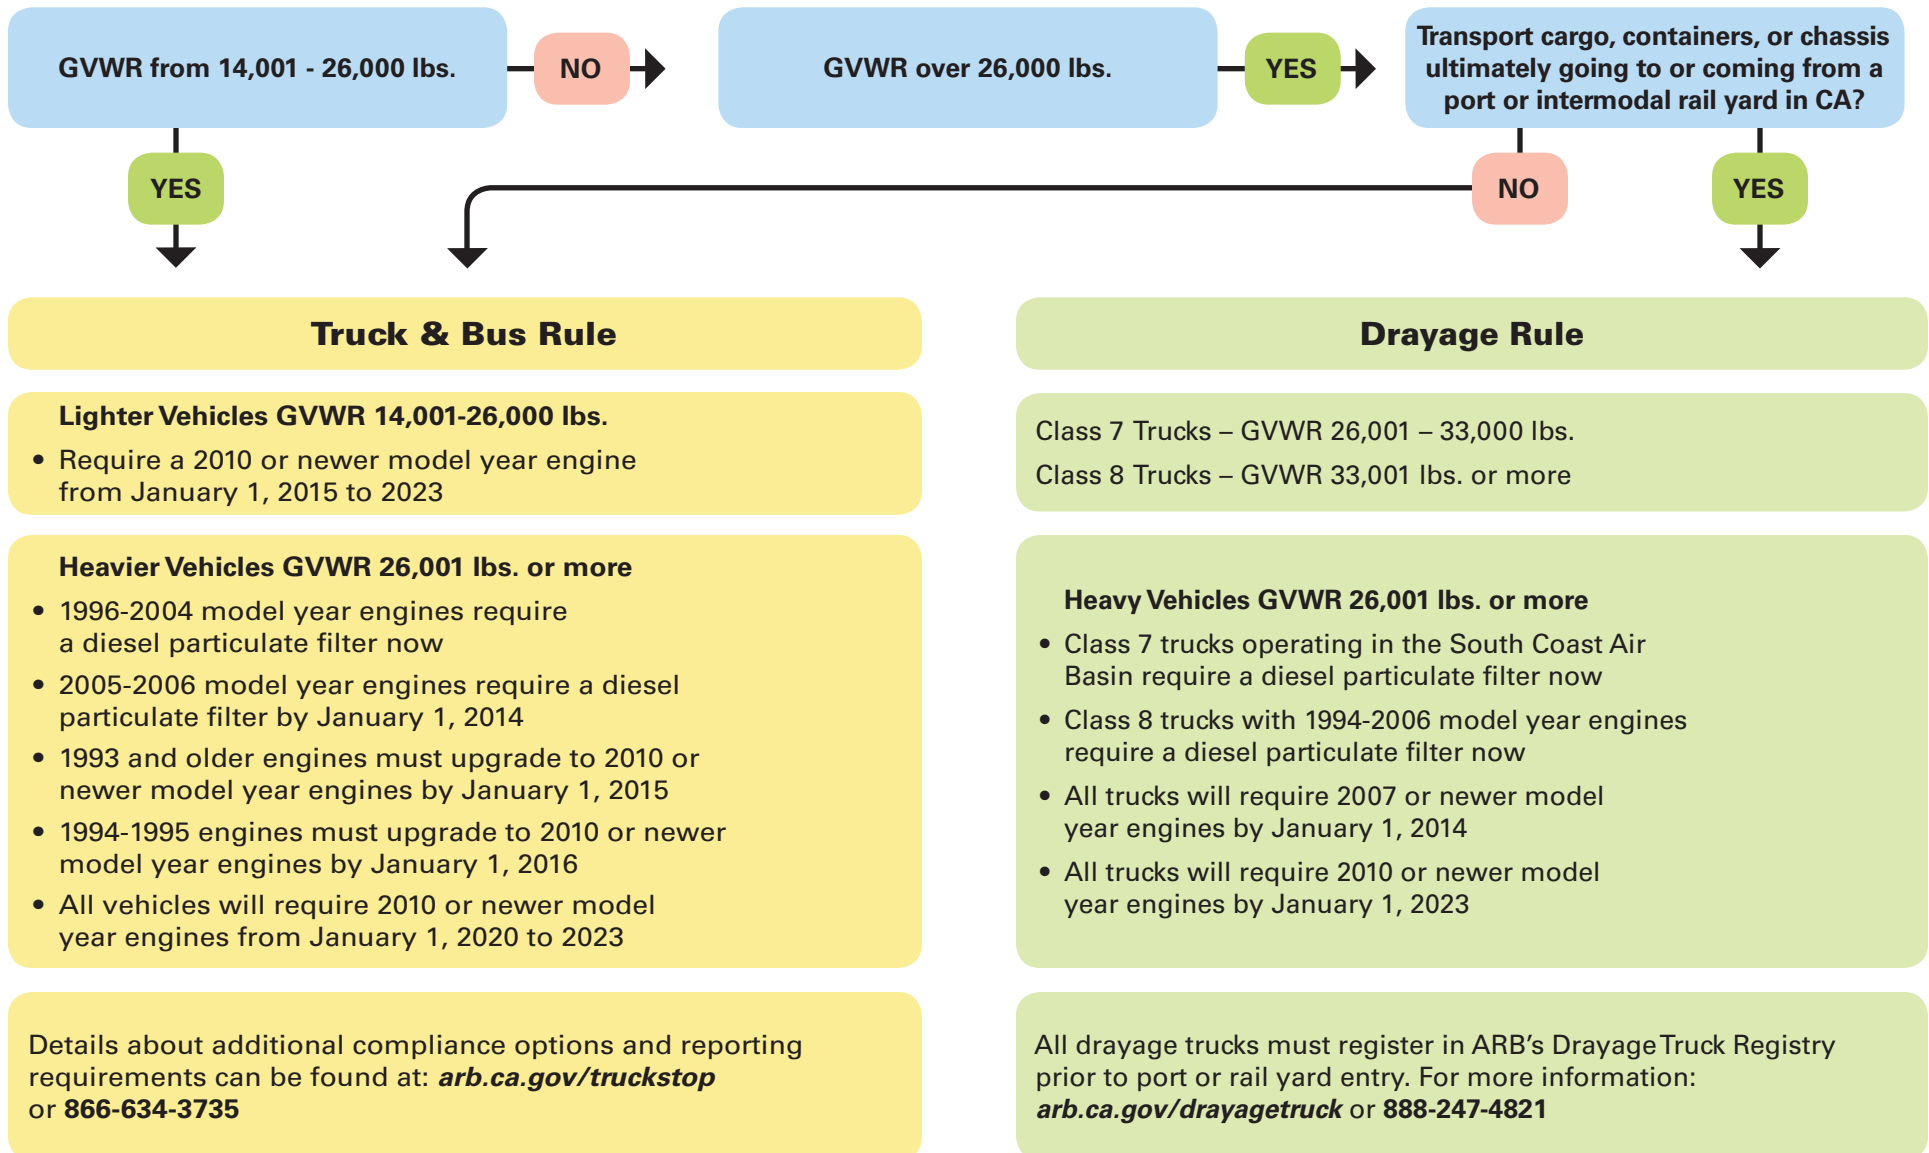 GVWR from 14,001 - 26,000 lbs.
NO
GVWR over 26,000 lbs.
YES
Transport cargo, containers, or chassis
ultimately going to or coming from a
port or intermodal rail yard in CA?
YES
NO
YES
Truck & Bus Rule
Lighter Vehicles GVWR 14,001-26,000 lbs.
• Require a 2010 or newer model year engine
from January 1, 2015 to 2023
Heavier Vehicles GVWR 26,001 lbs. or more
• 1996-2004 model year engines require
a diesel particulate filter now
• 2005-2006 model year engines require a diesel
particulate filter by January 1, 2014
• 1993 and older engines must upgrade to 2010 or
newer model year engines by January 1, 2015
• 1994-1995 engines must upgrade to 2010 or newer
model year engines by January 1, 2016
• All vehicles will require 2010 or newer model
year engines from January 1, 2020 to 2023
Details about additional compliance options and reporting
requirements can be found at: arb.ca.gov/truckstop
or 866-634-3735
Drayage Rule
Class 7 Trucks – GVWR 26,001 – 33,000 lbs.
Class 8 Trucks – GVWR 33,001 lbs. or more
Heavy Vehicles GVWR 26,001 lbs. or more
• Class 7 trucks operating in the South Coast Air
Basin require a diesel particulate filter now
• Class 8 trucks with 1994-2006 model year engines
require a diesel particulate filter now
• All trucks will require 2007 or newer model
year engines by January 1, 2014
• All trucks will require 2010 or newer model
year engines by January 1, 2023
All drayage trucks must register in ARB's Drayage Truck Registry
prior to port or rail yard entry. For more information:
arb.ca.gov/drayagetruck or 888-247-4821